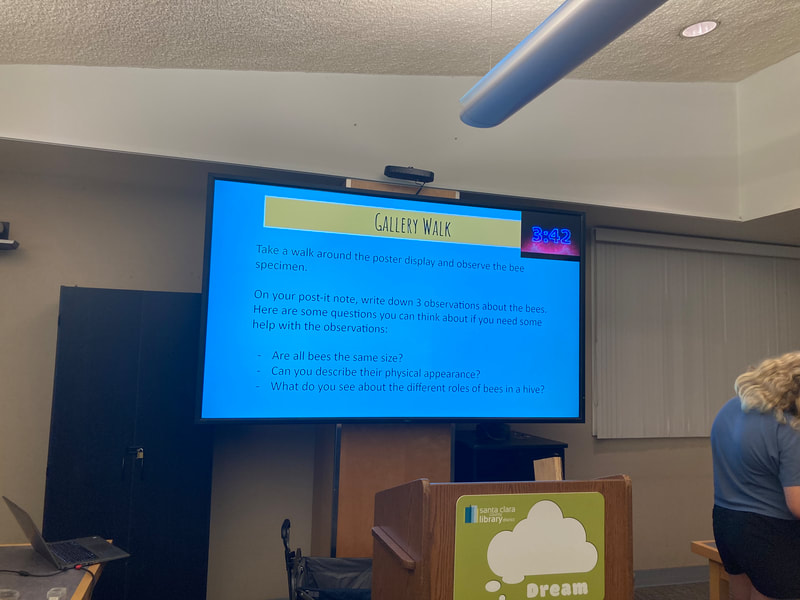 GALLERY WALK
3:42
Take a walk around the poster display and observe the bee
specimen.
On your post-it note, write down 3 observations about the bees.
Here are some questions you can think about if you need some
help with the observations:
- Are all bees the same size?
- Can you describe their physical appearance?
- What do you see about the different roles of bees in a hive?
santa clara
library
Dream